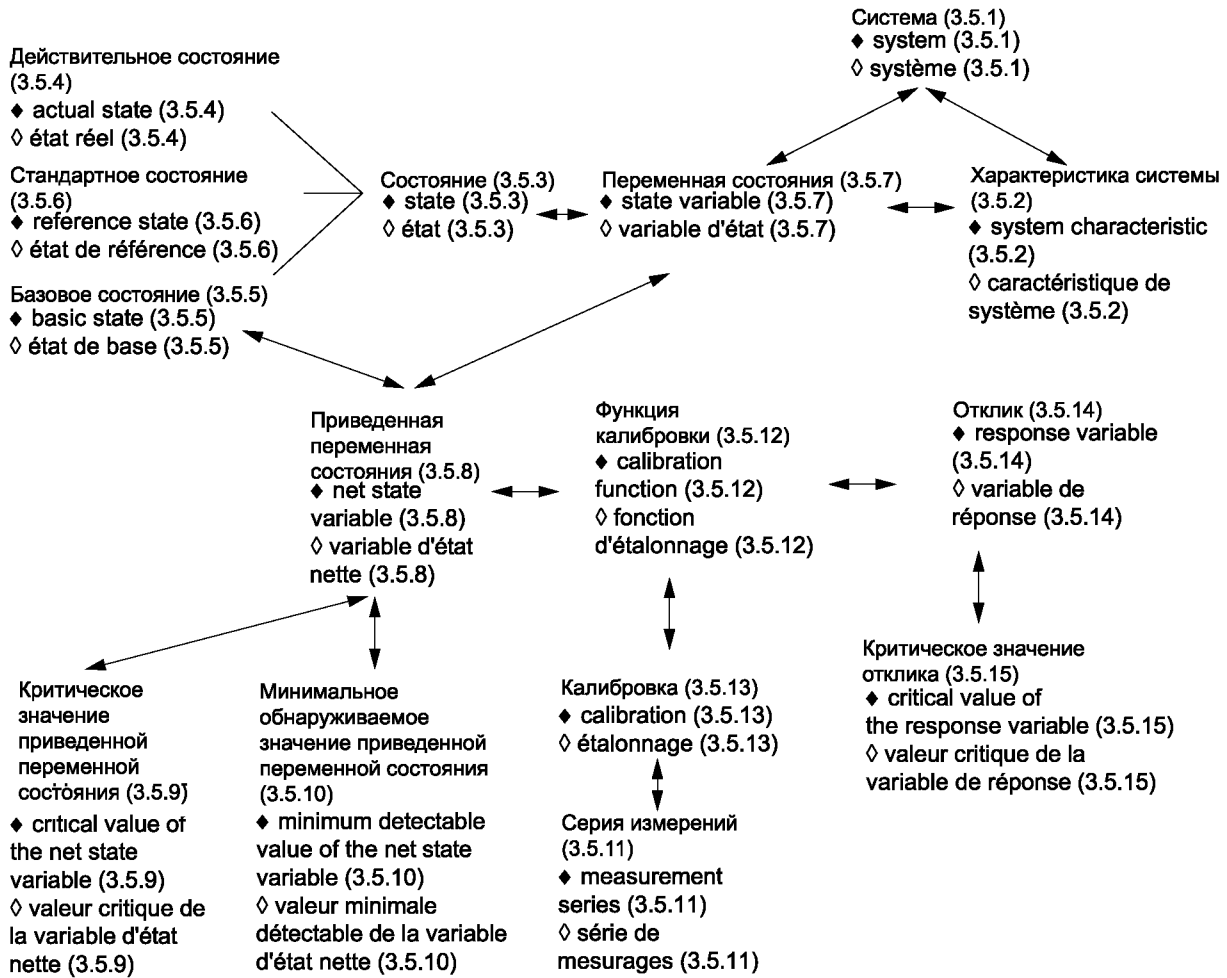 Система (3.5.1)
♦ system (3.5.1)
◊ système (3.5.1)
Действительное состояние
(3.5.4)
♦ actual state (3.5.4)
◊ état réel (3.5.4)
Стандартное состояние
(3.5.6)
♦ reference state (3.5.6)
◊ état de référence (3.5.6)
Базовое состояние (3.5.5)
♦ basic state (3.5.5)
◊ état de base (3.5.5)
Состояние (3.5.3)
♦ state (3.5.3)
◊ état (3.5.3)
Переменная состояния (3.5.7)
♦ state variable (3.5.7)
◊ variable d'état (3.5.7)
Характеристика системы
(3.5.2)
♦ system characteristic
(3.5.2)
◊ caractéristique de
système (3.5.2)
Приведенная
переменная
состояния (3.5.8)
♦ net state
variable (3.5.8)
◊ variable d'état
nette (3.5.8)
Функция
калибровки (3.5.12)
♦ calibration
function (3.5.12)
◊ fonction
d'étalonnage (3.5.12)
Отклик (3.5.14)
♦ response variable
(3.5.14)
◊ variable de
réponse (3.5.14)
Критическое
значение
приведенной
переменной
состояния (3.5.9)
♦ critical value of
the net state
variable (3.5.9)
◊ valeur critique de
la variable d'état
nette (3.5.9)
Минимальное
обнаруживаемое
значение приведенной
переменной состояния
(3.5.10)
♦ minimum detectable
value of the net state
variable (3.5.10)
◊ valeur minimale
détectable de la variable
d'état nette (3.5.10)
Калибровка (3.5.13)
♦ calibration (3.5.13)
◊ étalonnage (3.5.13)
Серия измерений
(3.5.11)
♦ measurement
series (3.5.11)
◊ série de
mesurages (3.5.11)
Критическое значение
отклика (3.5.15)
♦ critical value of
the response variable (3.5.15)
◊ valeur critique de la
variable de réponse (3.5.15)